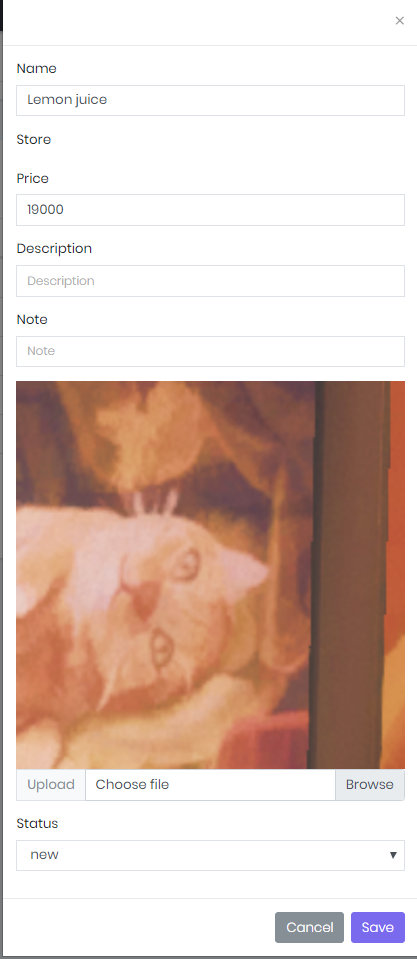 ×
Name
Lemon juice
Store
Price
19000
Description
Description
Note
Note
Upload Choose file Browse
Status
new
Cancel Save